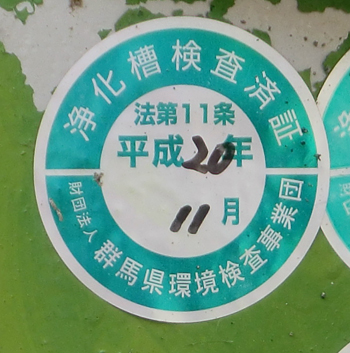 浄化槽検査済証
法第11条
平成20年
11月
財団法人
群馬県環境検査事業団